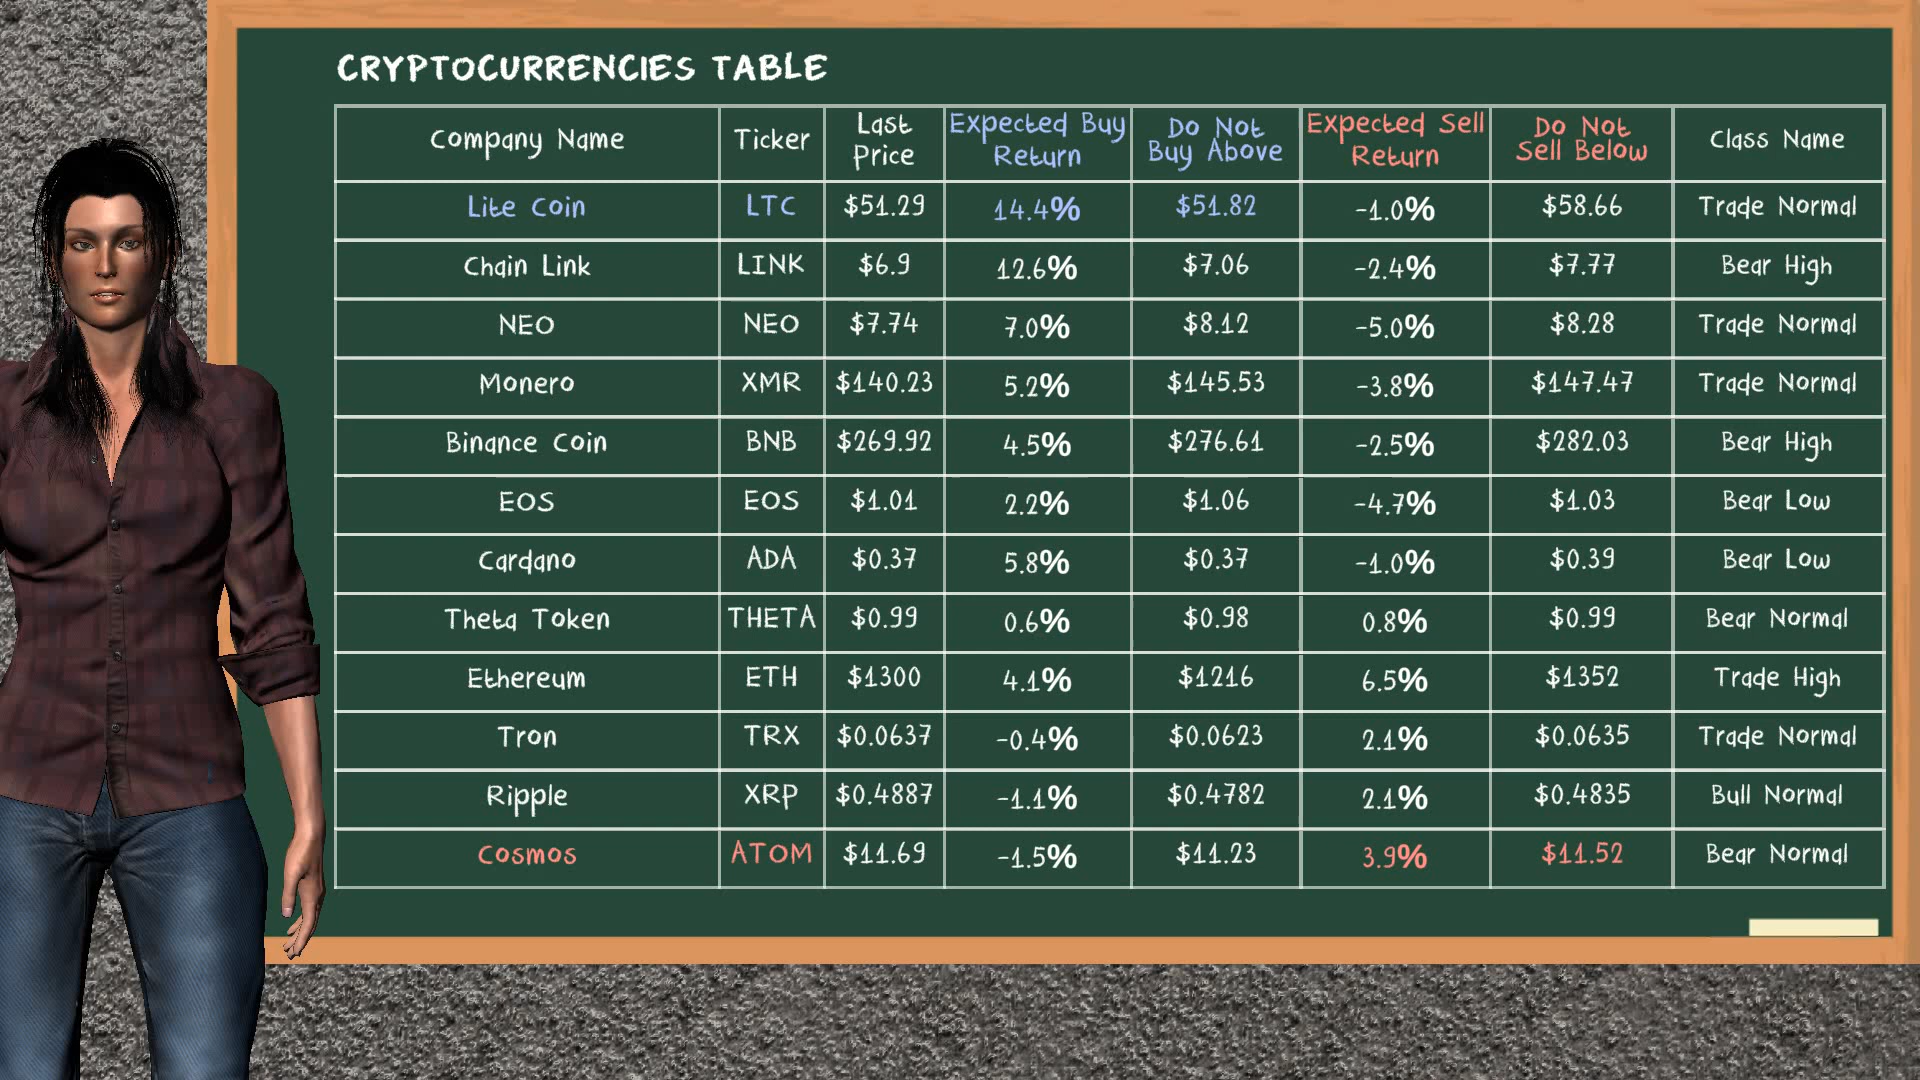 CRYPTOCURRENCIES TABLE
Company Name Ticker Last Price Expected Buy Return Do Not Buy Above Expected Sell Return Do Not Sell Below Class Name
Lite Coin LTC $51.29 14.4% $51.82 -1.0% $58.66 Trade Normal
Chain Link LINK $6.9 12.6% $7.06 -2.4% $7.77 Bear High
NEO NEO $7.74 7.0% $8.12 -5.0% $8.28 Trade Normal
Monero XMR $140.23 5.2% $145.53 -3.8% $147.47 Trade Normal
Binance Coin BNB $269.92 4.5% $276.61 -2.5% $282.03 Bear High
EOS EOS $1.01 2.2% $1.06 -4.7% $1.03 Bear Low
Cardano ADA $0.37 5.8% $0.37 -1.0% $0.39 Bear Low
Theta Token THETA $0.99 0.6% $0.98 0.8% $0.99 Bear Normal
Ethereum ETH $1300 4.1% $1216 6.5% $1352 Trade High
Tron TRX $0.0637 -0.4% $0.0623 2.1% $0.0635 Trade Normal
Ripple XRP $0.4887 -1.1% $0.4782 2.1% $0.4835 Bull Normal
Cosmos ATOM $11.69 -1.5% $11.23 3.9% $11.52 Bear Normal